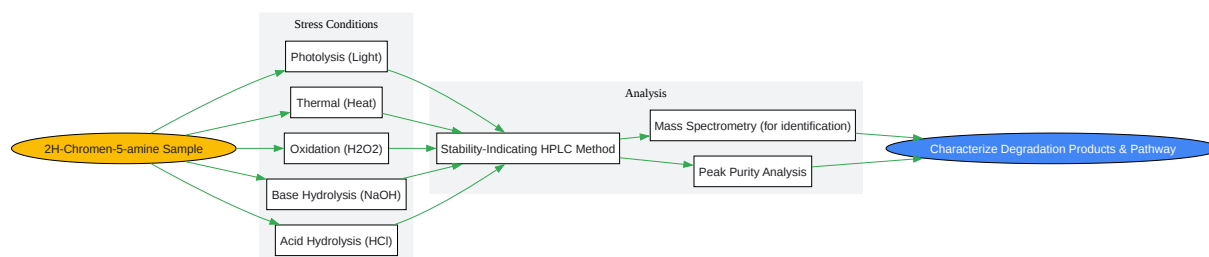 Stress Conditions
Photolysis (Light)
Analysis
Thermal (Heat)
Mass Spectrometry (for identification)
2H-Chromen-5-amine Sample
Oxidation (H2O2)
Stability-Indicating HPLC Method
Characterize Degradation Products & Pathway
Peak Purity Analysis
Base Hydrolysis (NaOH)
Acid Hydrolysis (HCl)